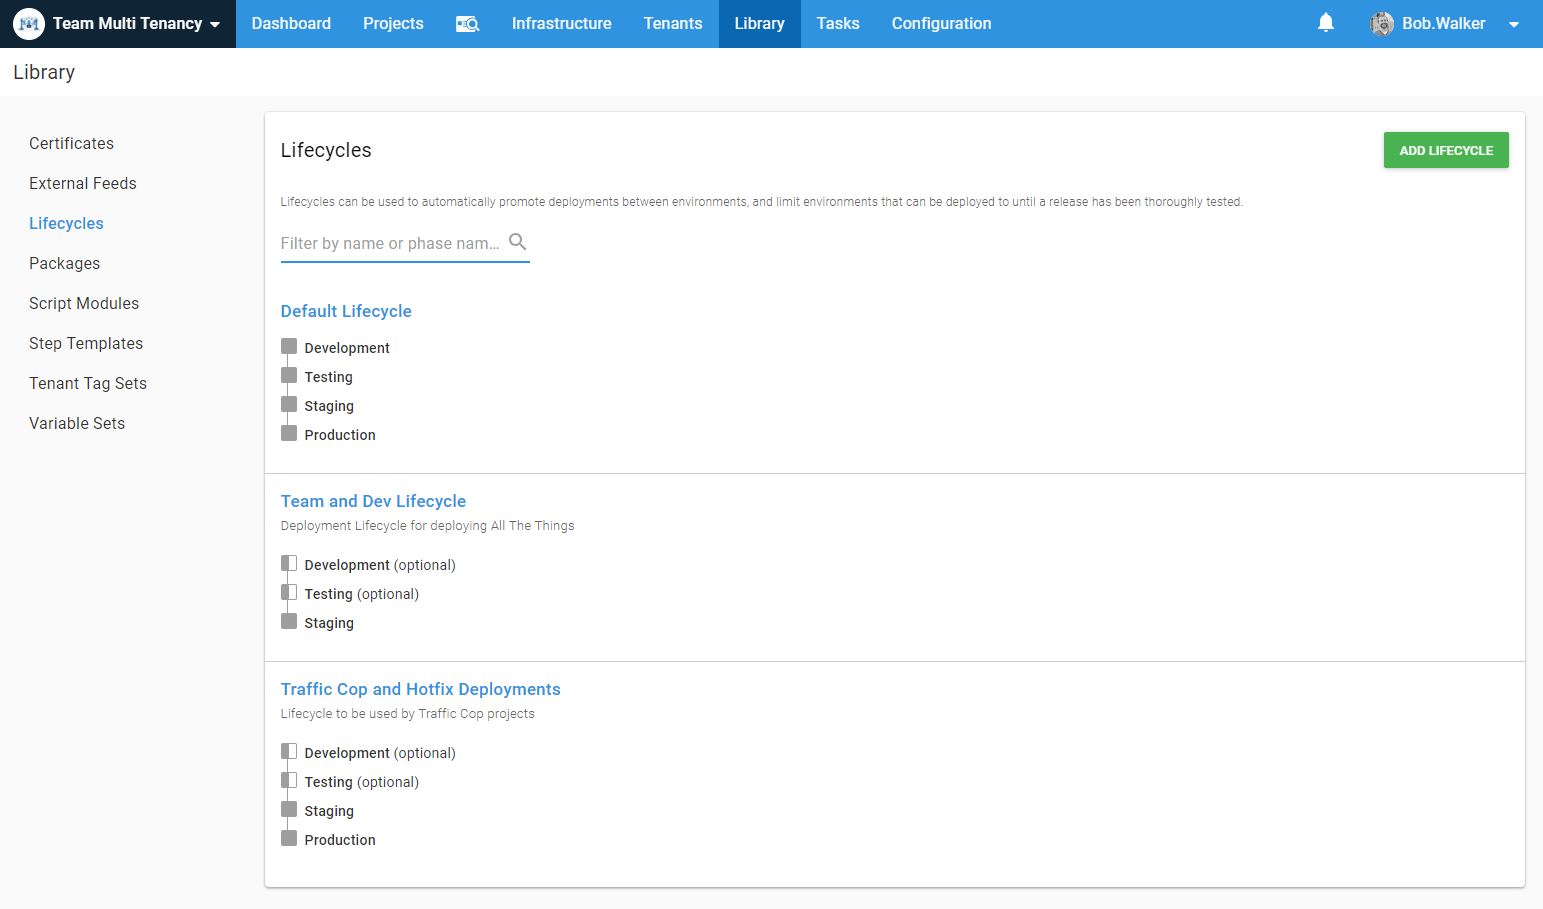 Team Multi Tenancy
Dashboard
Projects
Infrastructure
Tenants
Library
Tasks
Configuration
Bob.Walker
Library
Certificates
External Feeds
Lifecycles
Packages
Script Modules
Step Templates
Tenant Tag Sets
Variable Sets
Lifecycles
ADD LIFECYCLE
Lifecycles can be used to automatically promote deployments between environments, and limit environments that can be deployed to until a release has been thoroughly tested.
Filter by name or phase nam...
Default Lifecycle
Development
Testing
Staging
Production
Team and Dev Lifecycle
Deployment Lifecycle for deploying All The Things
Development (optional)
Testing (optional)
Staging
Traffic Cop and Hotfix Deployments
Lifecycle to be used by Traffic Cop projects
Development (optional)
Testing (optional)
Staging
Production